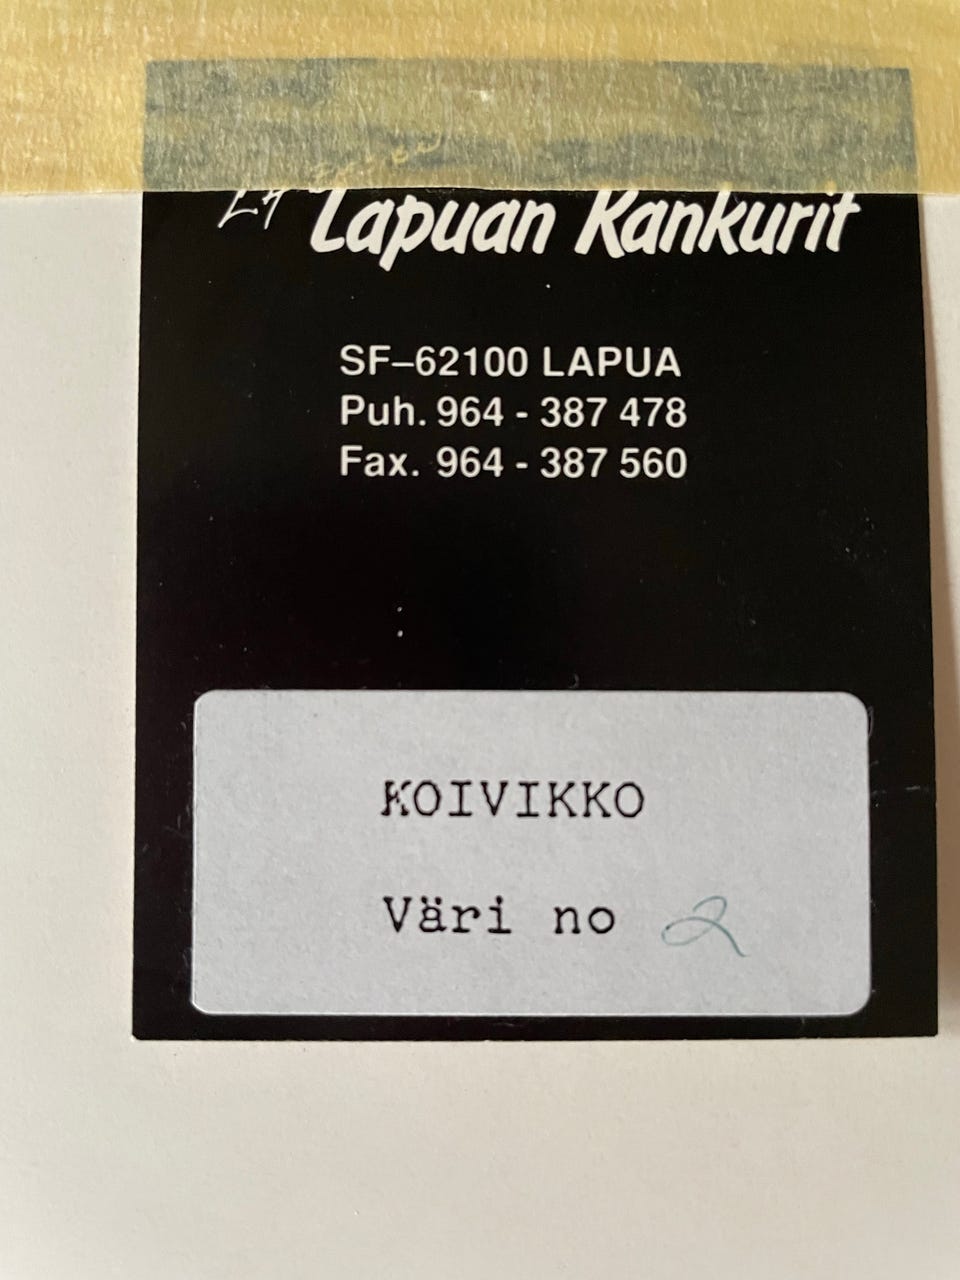 Lapuan Kankurit
SF–62100 LAPUA
Puh. 964 - 387 478
Fax. 964 - 387 560
KOIVIKKO
Väri no 2